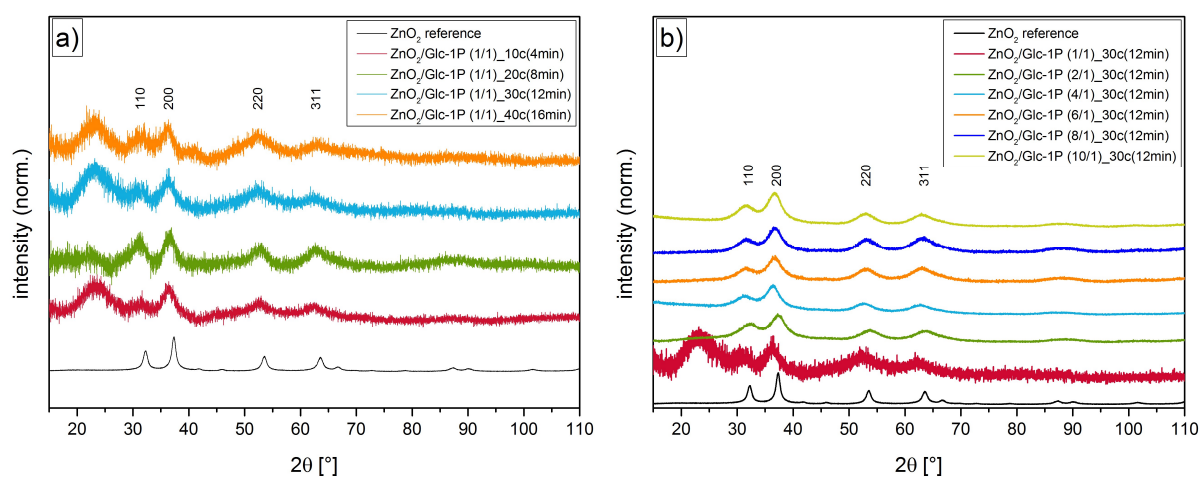 a)
ZnO₂ reference
ZnO₂/Glc-1P (1/1)_10c(4min)
ZnO₂/Glc-1P (1/1)_20c(8min)
ZnO₂/Glc-1P (1/1)_30c(12min)
ZnO₂/Glc-1P (1/1)_40c(16min)
110 200 220 311
intensity (norm.)
20 30 40 50 60 70 80 90 100 110
2θ [°]
b)
ZnO₂ reference
ZnO₂/Glc-1P (1/1)_30c(12min)
ZnO₂/Glc-1P (2/1)_30c(12min)
ZnO₂/Glc-1P (4/1)_30c(12min)
ZnO₂/Glc-1P (6/1)_30c(12min)
ZnO₂/Glc-1P (8/1)_30c(12min)
ZnO₂/Glc-1P (10/1)_30c(12min)
110 200 220 311
intensity (norm.)
20 30 40 50 60 70 80 90 100 110
2θ [°]